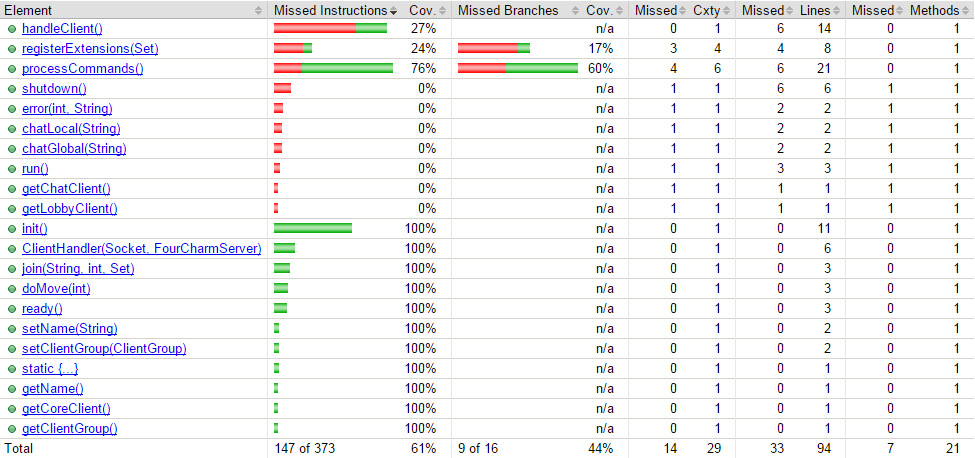 Element Missed Instructions Cov. Missed Branches Cov. Missed Cxty Missed Lines Missed Methods
handleClient() 27% n/a 0 1 6 14 0 1
registerExtensions(Set) 24% 17% 3 4 4 8 0 1
processCommands() 76% 60% 4 6 6 21 0 1
shutdown() 0% n/a 1 1 6 6 1 1
error(int, String) 0% n/a 1 1 2 2 1 1
chatLocal(String) 0% n/a 1 1 2 2 1 1
chatGlobal(String) 0% n/a 1 1 2 2 1 1
run() 0% n/a 1 1 3 3 1 1
getChatClient() 0% n/a 1 1 1 1 1 1
getLobbyClient() 0% n/a 1 1 1 1 1 1
init() 100% n/a 0 1 0 11 0 1
ClientHandler(Socket, FourCharmServer) 100% n/a 0 1 0 6 0 1
join(String, int, Set) 100% n/a 0 1 0 3 0 1
doMove(int) 100% n/a 0 1 0 3 0 1
ready() 100% n/a 0 1 0 3 0 1
setName(String) 100% n/a 0 1 0 2 0 1
setClientGroup(ClientGroup) 100% n/a 0 1 0 2 0 1
static {...} 100% n/a 0 1 0 1 0 1
getName() 100% n/a 0 1 0 1 0 1
getCoreClient() 100% n/a 0 1 0 1 0 1
getClientGroup() 100% n/a 0 1 0 1 0 1
Total 147 of 373 61% 9 of 16 44% 14 29 33 94 7 21